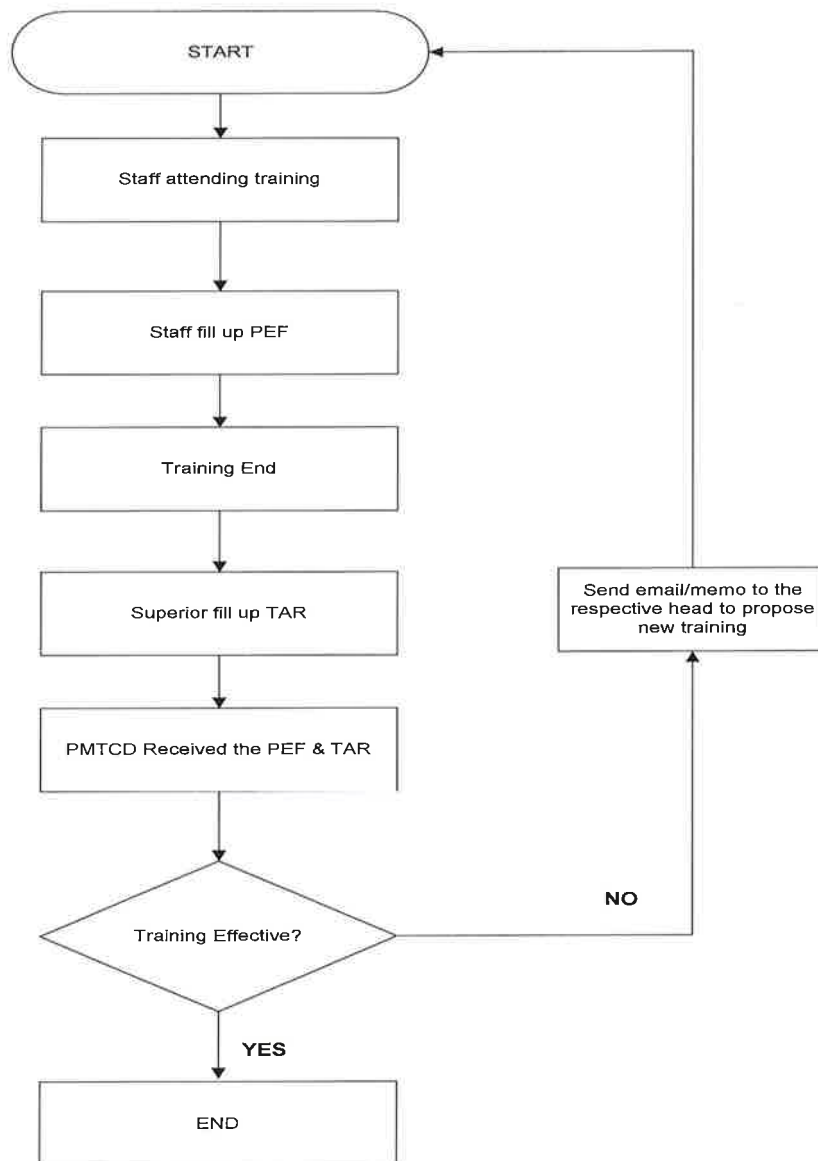 START
Staff attending training
Staff fill up PEF
Training End
Superior fill up TAR
Send email/memo to the
respective head to propose
new training
PMTCD Received the PEF & TAR
Training Effective?
NO
YES
END